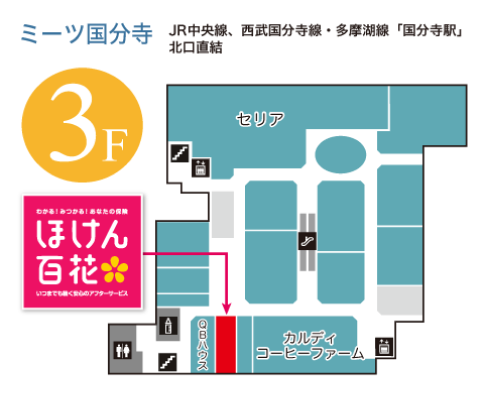 ミーツ国分寺
JR中央線、西武国分寺線・多摩湖線「国分寺駅」
北口直結
3F
セリア
わかる!みつかる!あなたの保険
ほけん
百花
いつまでも続く安心のアフターサービス
QBハウス
カルディ
コーヒーファーム